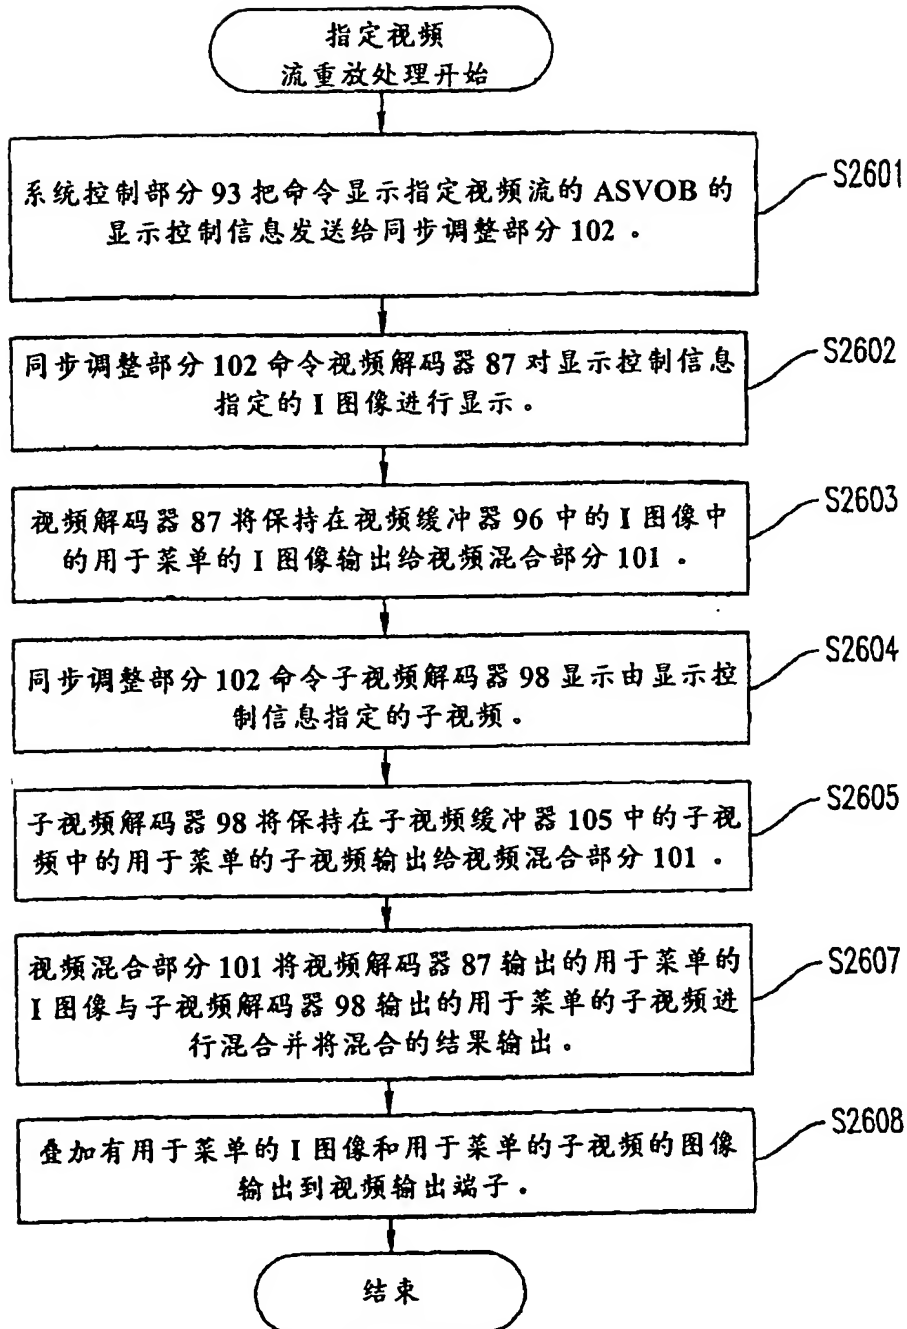 指定视频
流重放处理开始
系统控制部分 93 把命令显示指定视频流的 ASVOB 的
显示控制信息发送给同步调整部分 102 。
S2601
同步调整部分 102 命令视频解码器 87 对显示控制信息
指定的 I 图像进行显示。
S2602
视频解码器 87 将保持在视频缓冲器 96 中的 I 图像中
的用于菜单的 I 图像输出给视频混合部分 101 。
S2603
同步调整部分 102 命令子视频解码器 98 显示由显示控
制信息指定的子视频。
S2604
子视频解码器 98 将保持在子视频缓冲器 105 中的子视
频中的用于菜单的子视频输出给视频混合部分 101 。
S2605
视频混合部分 101 将视频解码器 87 输出的用于菜单的
I 图像与子视频解码器 98 输出的用于菜单的子视频进
行混合并将混合的结果输出。
S2607
叠加有用于菜单的 I 图像和用于菜单的子视频的图像
输出到视频输出端子。
S2608
结束